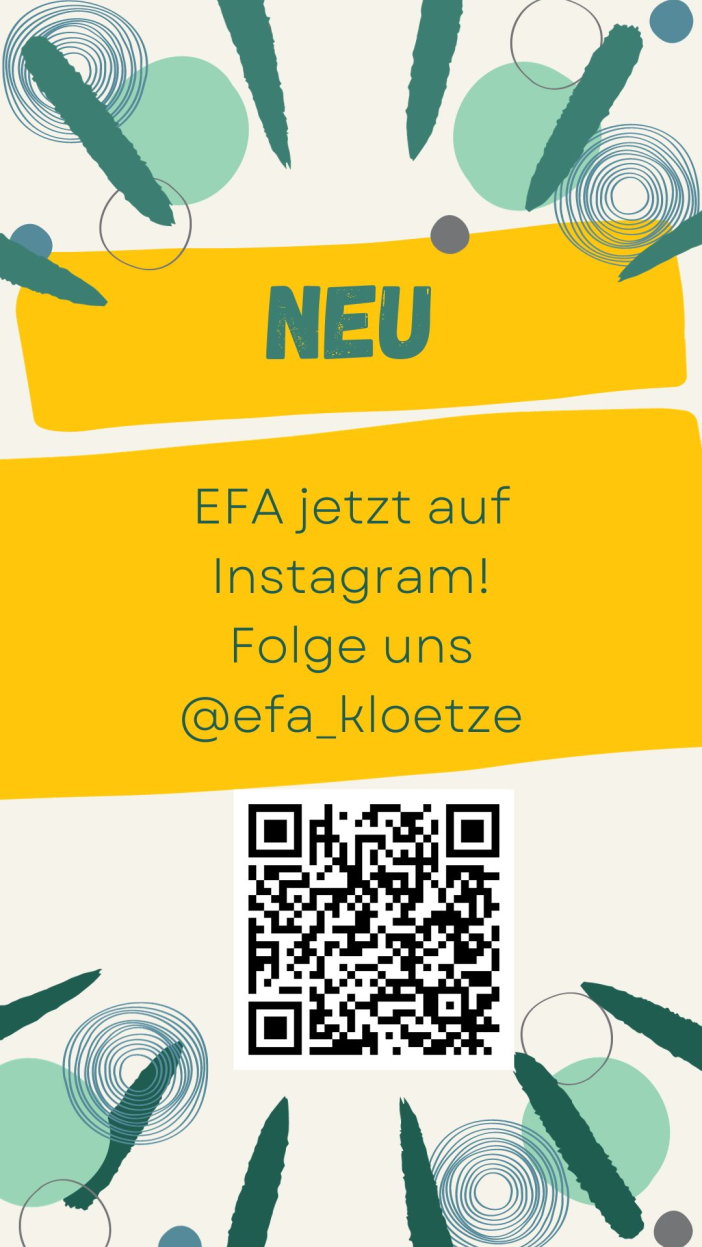 NEU
EFA jetzt auf
Instagram!
Folge uns
@efa_kloetze